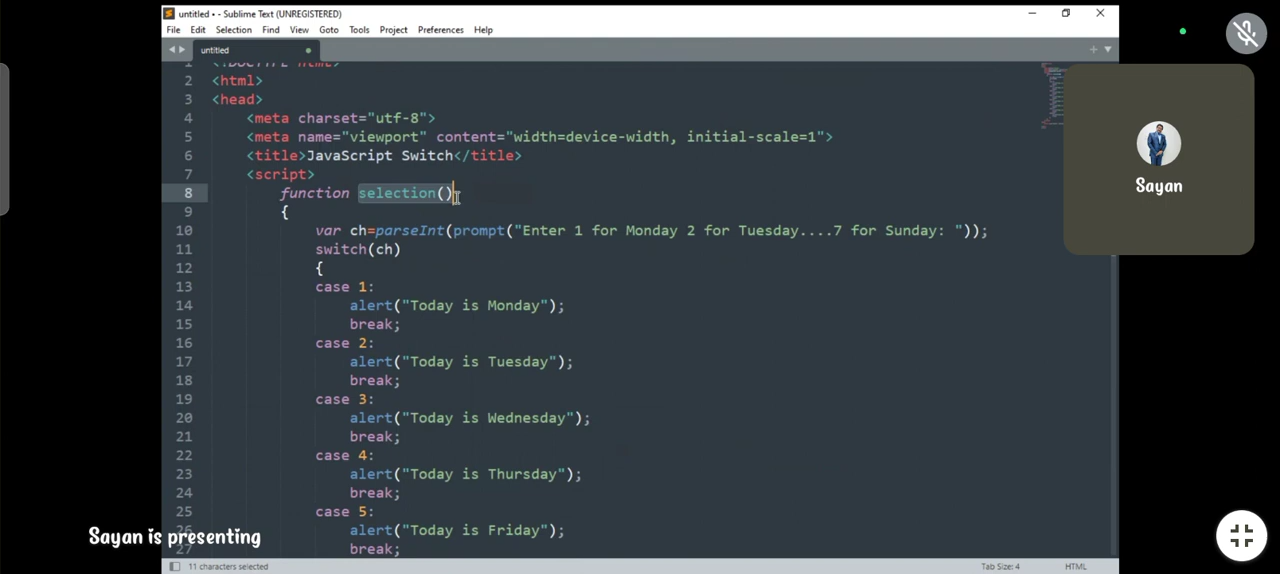 untitled • - Sublime Text (UNREGISTERED)
File Edit Selection Find View Goto Tools Project Preferences Help
untitled
1 <!DOCTYPE html>
2 <html>
3 <head>
4 <meta charset="utf-8">
5 <meta name="viewport" content="width=device-width, initial-scale=1">
6 <title>JavaScript Switch</title>
7 <script>
8 function selection()
9 {
10 var ch=parseInt(prompt("Enter 1 for Monday 2 for Tuesday....7 for Sunday: "));
11 switch(ch)
12 {
13 case 1:
14 alert("Today is Monday");
15 break;
16 case 2:
17 alert("Today is Tuesday");
18 break;
19 case 3:
20 alert("Today is Wednesday");
21 break;
22 case 4:
23 alert("Today is Thursday");
24 break;
25 case 5:
26 alert("Today is Friday");
27 break;
Sayan
Sayan is presenting
11 characters selected
Tab Size: 4
HTML